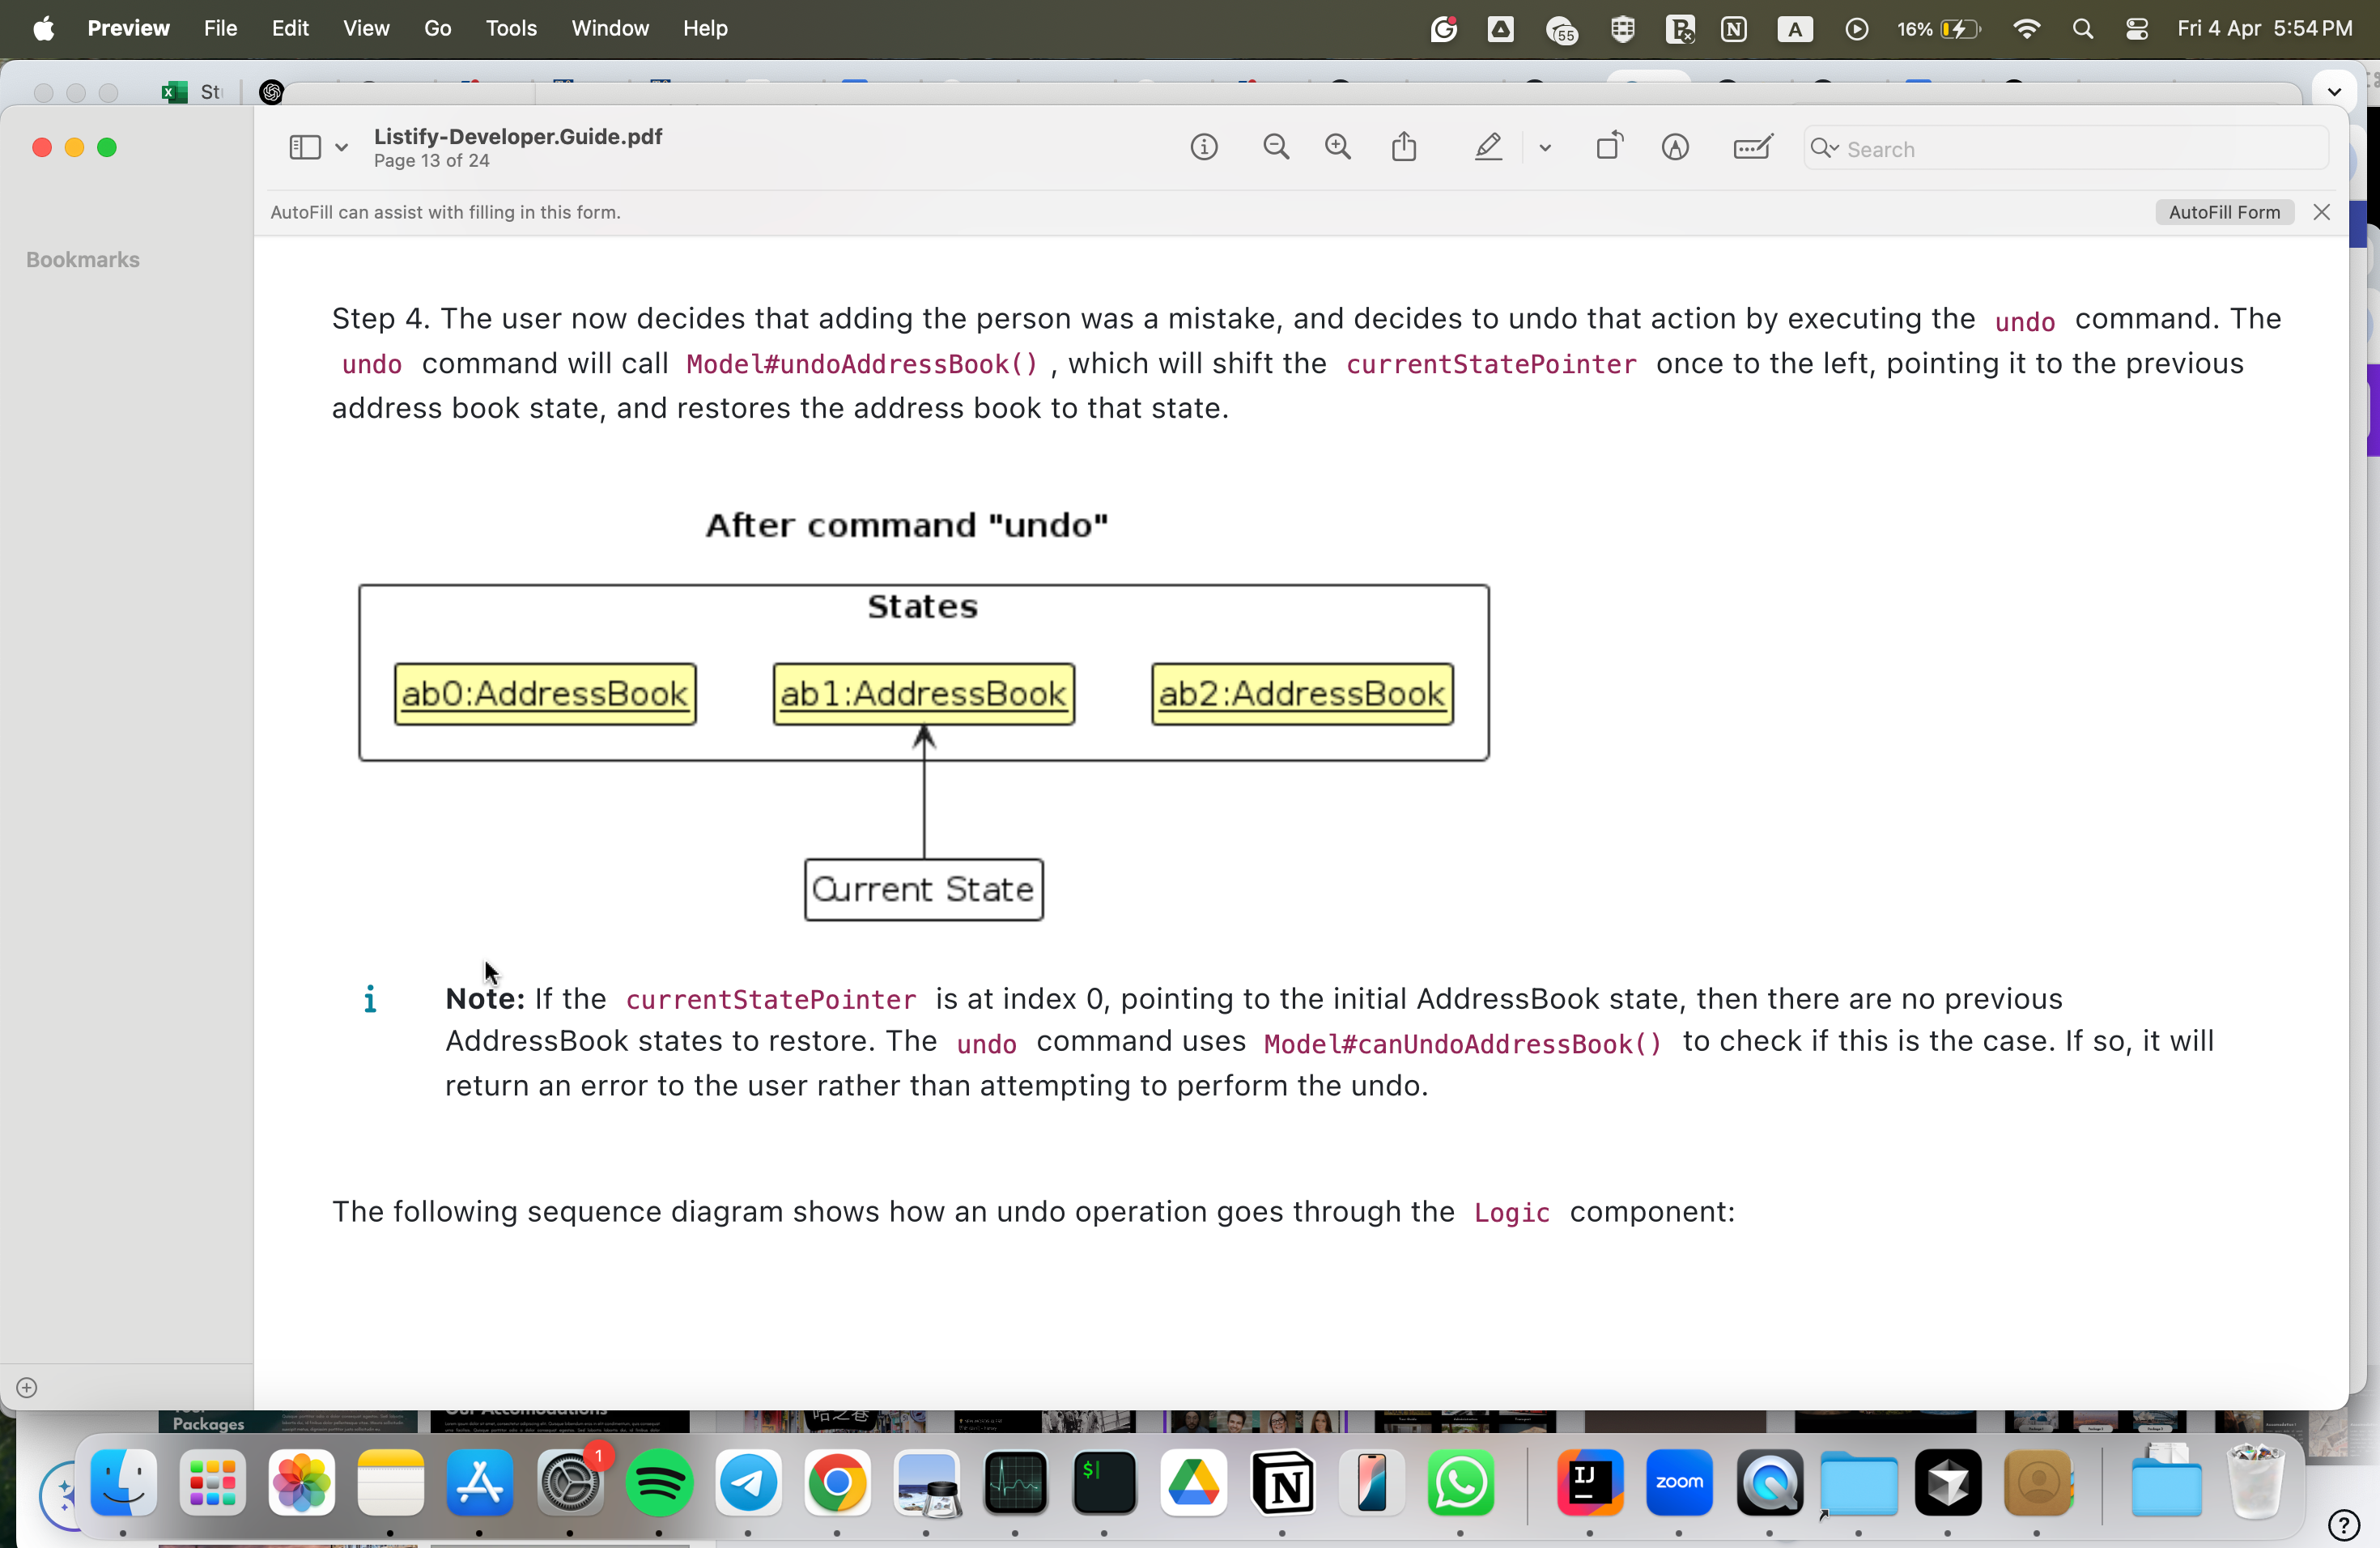 Preview File Edit View Go Tools Window Help
55
N
A
16%
Fri 4 Apr 5:54 PM
St
Listify-Developer.Guide.pdf
Page 13 of 24
Search
AutoFill can assist with filling in this form.
AutoFill Form
Bookmarks
Step 4. The user now decides that adding the person was a mistake, and decides to undo that action by executing the undo command. The
undo command will call Model#undoAddressBook() , which will shift the currentStatePointer once to the left, pointing it to the previous
address book state, and restores the address book to that state.
After command "undo"
States
ab0:AddressBook ab1:AddressBook ab2:AddressBook
Current State
i
Note: If the currentStatePointer is at index 0, pointing to the initial AddressBook state, then there are no previous
AddressBook states to restore. The undo command uses Model#canUndoAddressBook() to check if this is the case. If so, it will
return an error to the user rather than attempting to perform the undo.
The following sequence diagram shows how an undo operation goes through the Logic component:
Packages
1
$
N
IJ
zoom
?